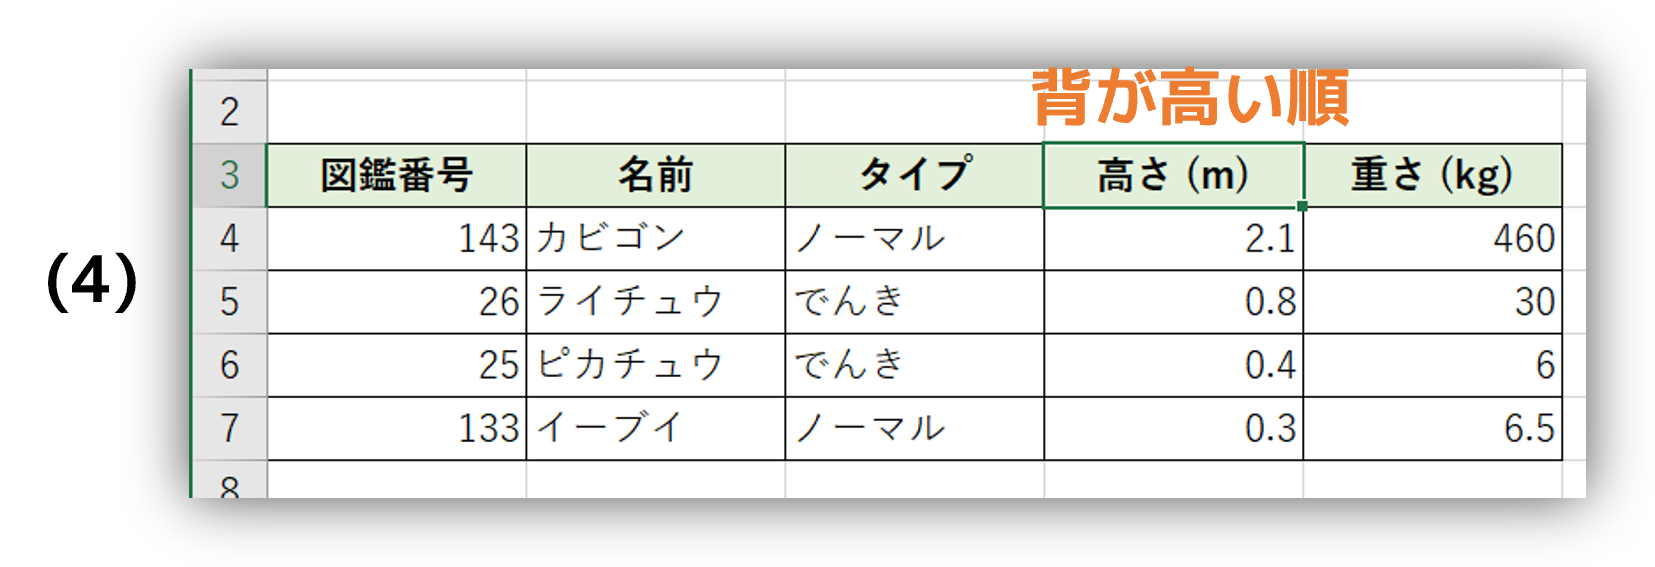 背が高い順
2
3 図鑑番号 名前 タイプ 高さ (m) 重さ (kg)
4 143 カビゴン ノーマル 2.1 460
(4)
5 26 ライチュウ でんき 0.8 30
6 25 ピカチュウ でんき 0.4 6
7 133 イーブイ ノーマル 0.3 6.5
8